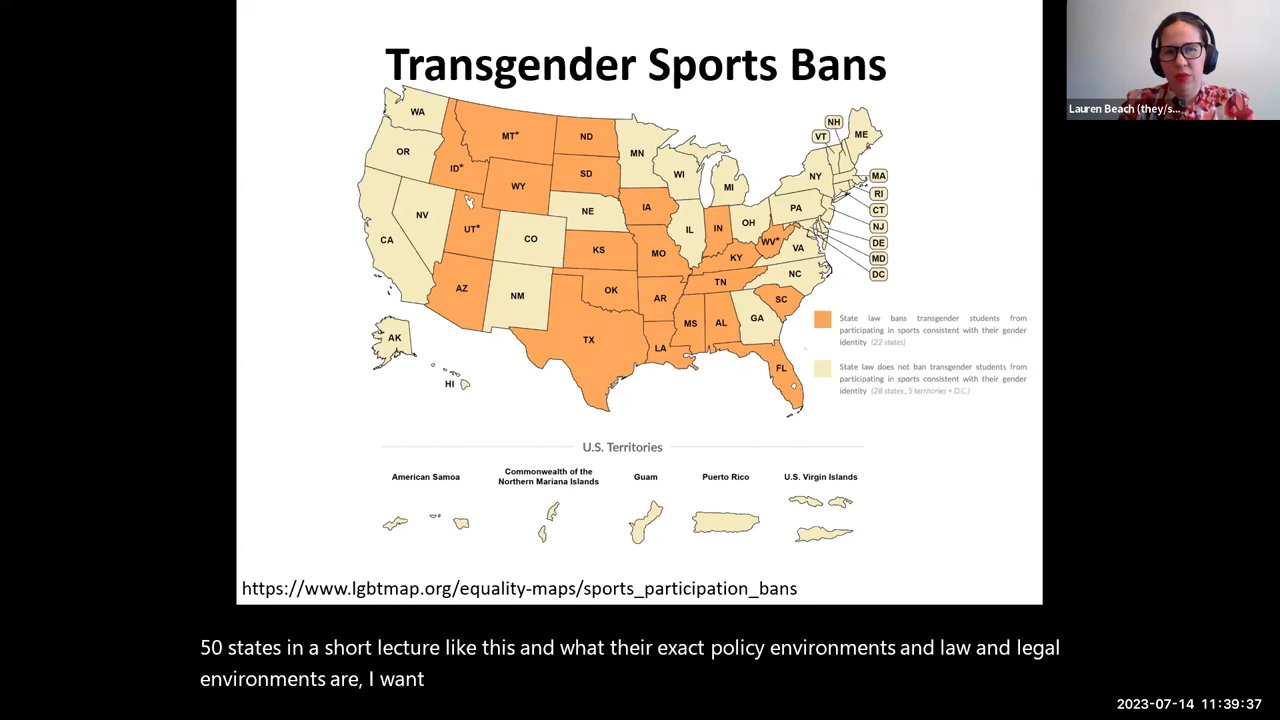 Transgender Sports Bans
Lauren Beach (they/s...
WA
MT*
ND
MN
NH
VT
ME
OR
ID*
WY
SD
WI
MI
NY
MA
RI
CT
NJ
DE
MD
DC
NV
UT*
CO
NE
IA
IL
IN
OH
PA
WV*
VA
CA
KS
MO
KY
NC
AZ
NM
OK
AR
TN
SC
TX
LA
MS
AL
GA
FL
AK
HI
State law bans transgender students from
participating in sports consistent with their gender
identity (22 states)
State law does not ban transgender students from
participating in sports consistent with their gender
identity (28 states , 5 territories + D.C.)
U.S. Territories
American Samoa
Commonwealth of the
Northern Mariana Islands
Guam
Puerto Rico
U.S. Virgin Islands
https://www.lgbtmap.org/equality-maps/sports_participation_bans
50 states in a short lecture like this and what their exact policy environments and law and legal
environments are, I want
2023-07-14 11:39:37